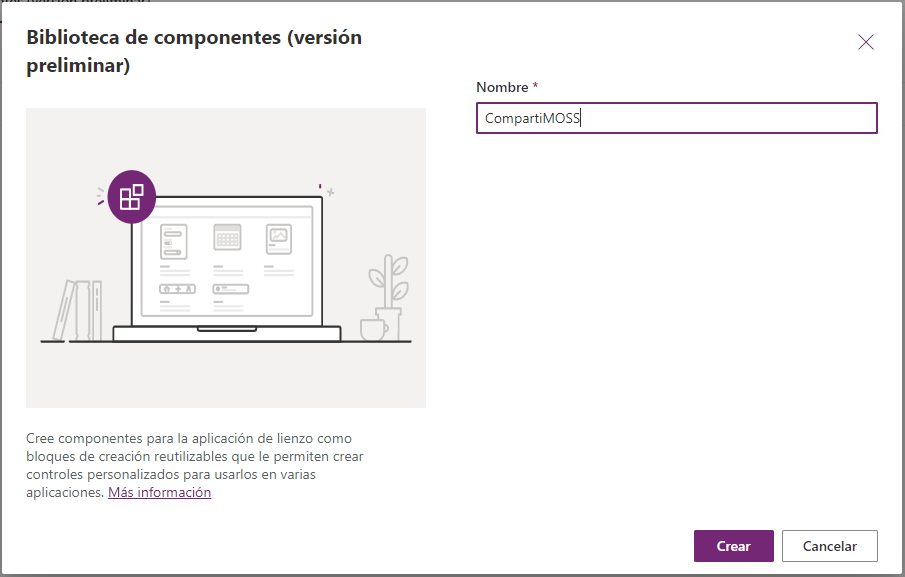 Biblioteca de componentes (versión
preliminar)
Nombre *
CompartiMOSS
Cree componentes para la aplicación de lienzo como
bloques de creación reutilizables que le permiten crear
controles personalizados para usarlos en varias
aplicaciones. Más información
Crear
Cancelar